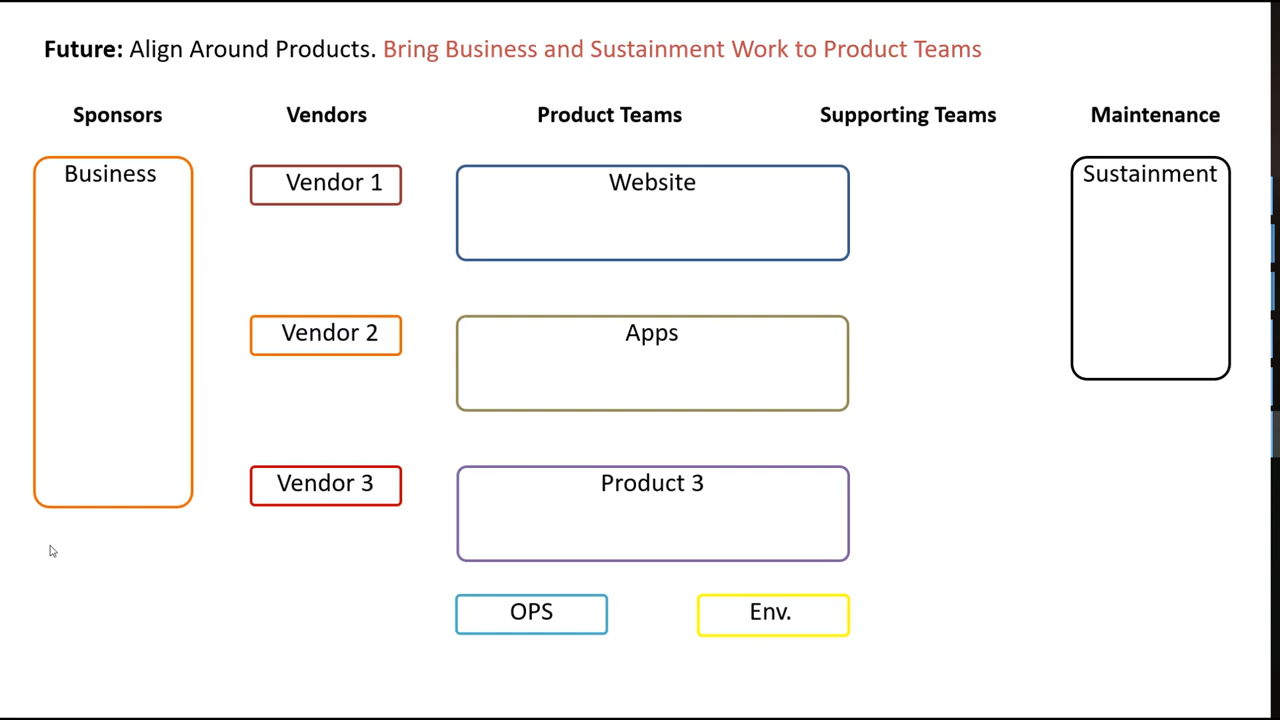 Future: Align Around Products. Bring Business and Sustainment Work to Product Teams
Sponsors Vendors Product Teams Supporting Teams Maintenance
Business Vendor 1 Website Sustainment
Vendor 2 Apps
Vendor 3 Product 3
OPS Env.